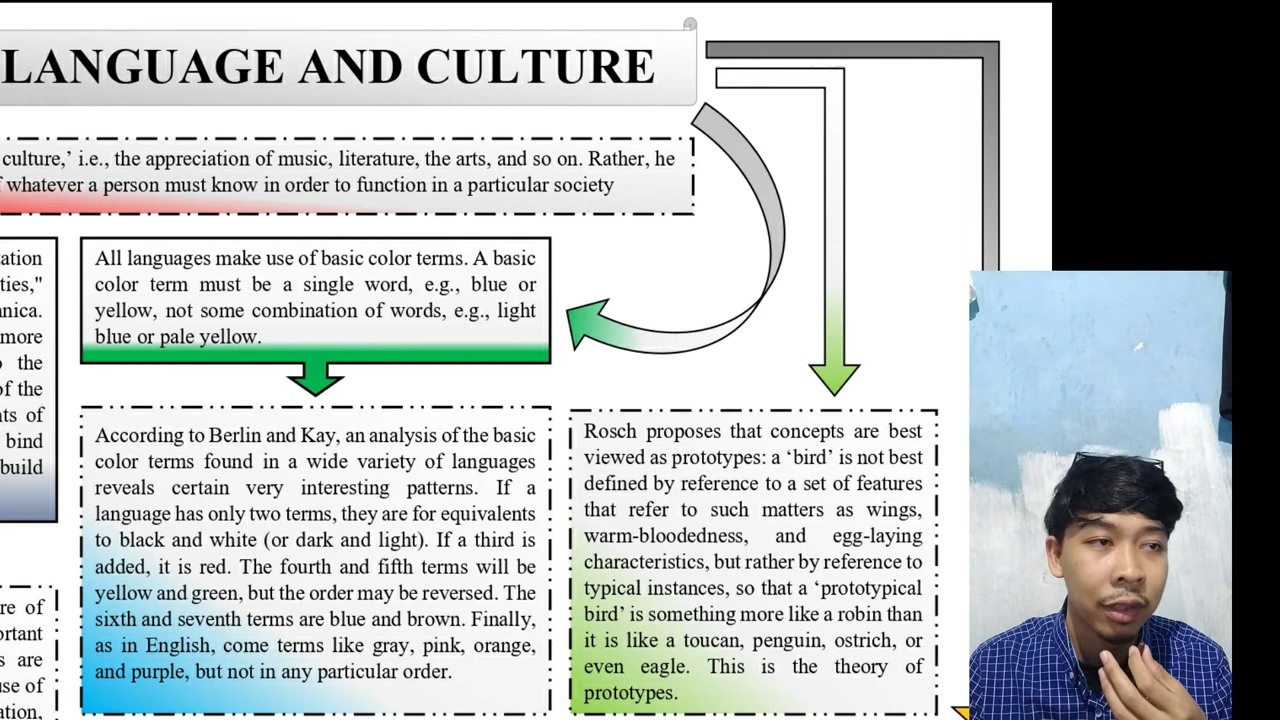 LANGUAGE AND CULTURE
culture,’ i.e., the appreciation of music, literature, the arts, and so on. Rather, he
whatever a person must know in order to function in a particular society
ation
ties,"
nica.
more
the
of the
nts of
bind
build
All languages make use of basic color terms. A basic
color term must be a single word, e.g., blue or
yellow, not some combination of words, e.g., light
blue or pale yellow.
According to Berlin and Kay, an analysis of the basic
color terms found in a wide variety of languages
reveals certain very interesting patterns. If a
language has only two terms, they are for equivalents
to black and white (or dark and light). If a third is
added, it is red. The fourth and fifth terms will be
yellow and green, but the order may be reversed. The
sixth and seventh terms are blue and brown. Finally,
as in English, come terms like gray, pink, orange,
and purple, but not in any particular order.
Rosch proposes that concepts are best
viewed as prototypes: a ‘bird’ is not best
defined by reference to a set of features
that refer to such matters as wings,
warm-bloodedness, and egg-laying
characteristics, but rather by reference to
typical instances, so that a ‘prototypical
bird’ is something more like a robin than
it is like a toucan, penguin, ostrich, or
even eagle. This is the theory of
prototypes.
re of
ortant
s are
use of
ation,